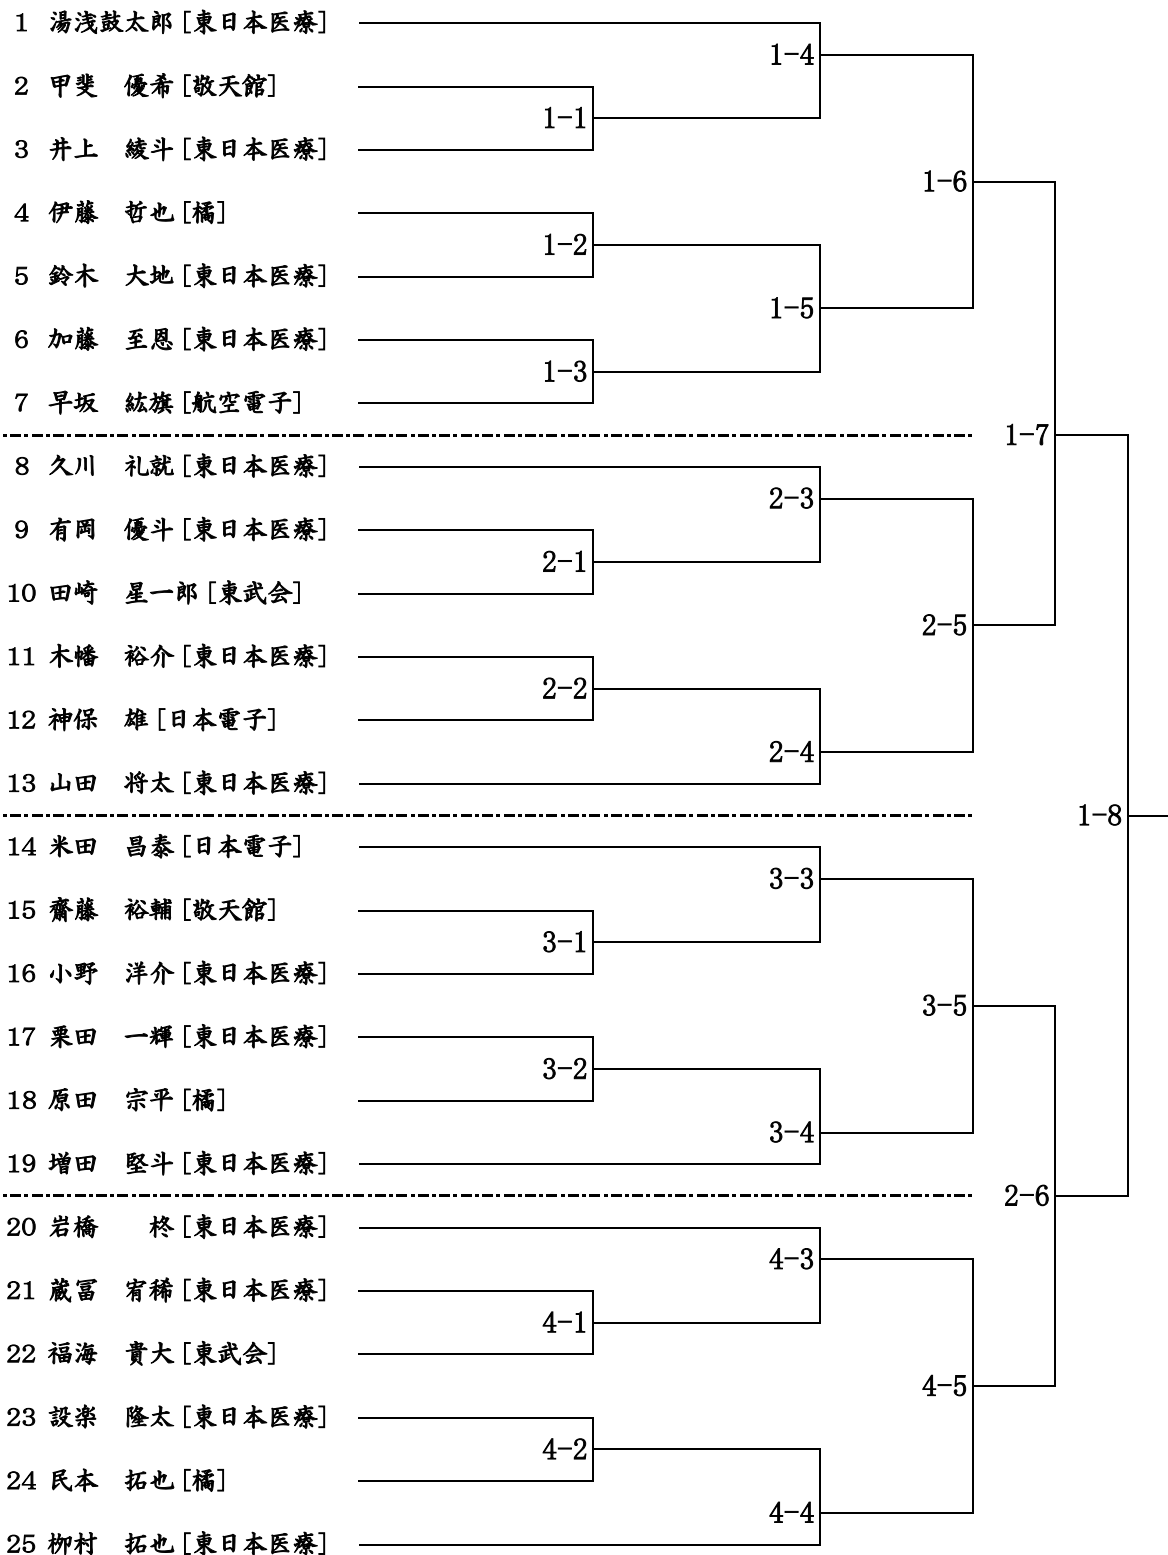 1 湯浅鼓太郎[東日本医療]
1-4
2 甲斐　優希[敬天館]
1-1
3 井上　綾斗[東日本医療]
1-6
4 伊藤　哲也[橘]
1-2
5 鈴木　大地[東日本医療]
1-5
6 加藤　至恩[東日本医療]
1-3
7 早坂　紘旗[航空電子]
1-7
8 久川　礼就[東日本医療]
2-3
9 有岡　優斗[東日本医療]
2-1
10 田崎　星一郎[東武会]
2-5
11 木幡　裕介[東日本医療]
2-2
12 神保　雄[日本電子]
2-4
13 山田　将太[東日本医療]
1-8
14 米田　昌泰[日本電子]
3-3
15 齋藤　裕輔[敬天館]
3-1
16 小野　洋介[東日本医療]
3-5
17 栗田　一輝[東日本医療]
3-2
18 原田　宗平[橘]
3-4
19 増田　堅斗[東日本医療]
2-6
20 岩橋　　柊[東日本医療]
4-3
21 蔵冨　宥稀[東日本医療]
4-1
22 福海　貴大[東武会]
4-5
23 設楽　隆太[東日本医療]
4-2
24 民本　拓也[橘]
4-4
25 栁村　拓也[東日本医療]